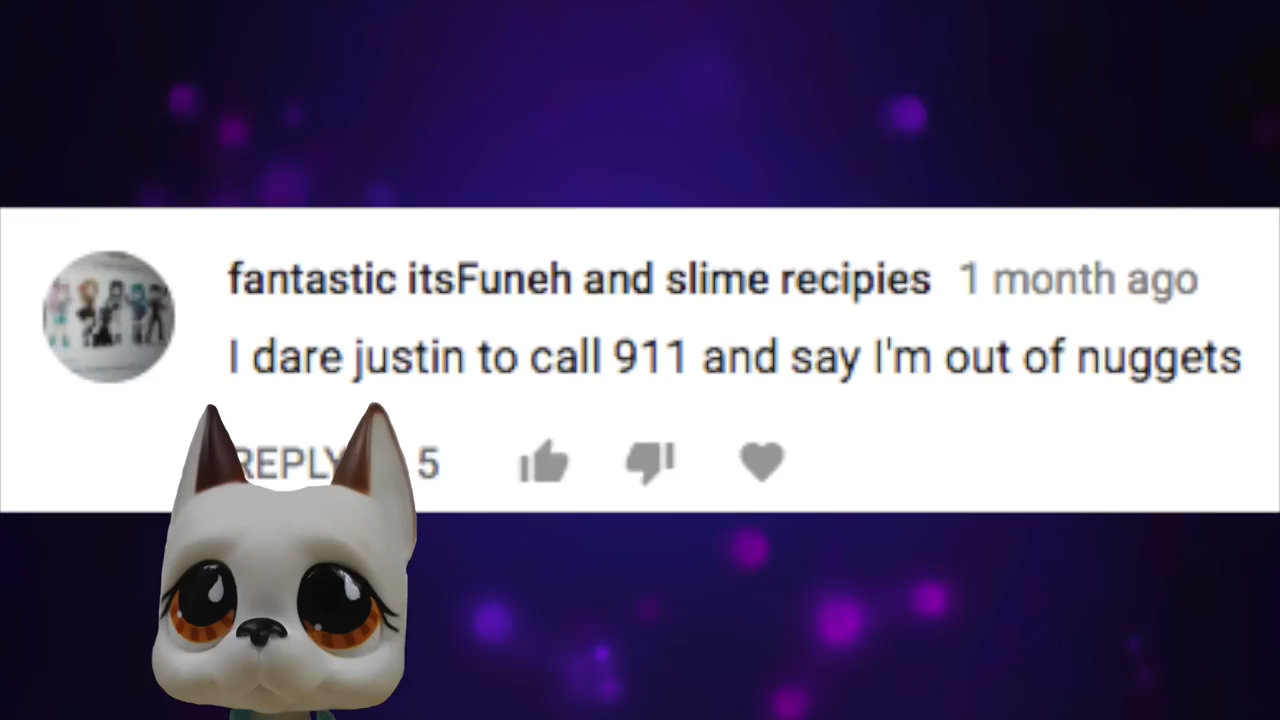 fantastic itsFuneh and slime recipies 1 month ago
I dare justin to call 911 and say I'm out of nuggets
REPLY 5